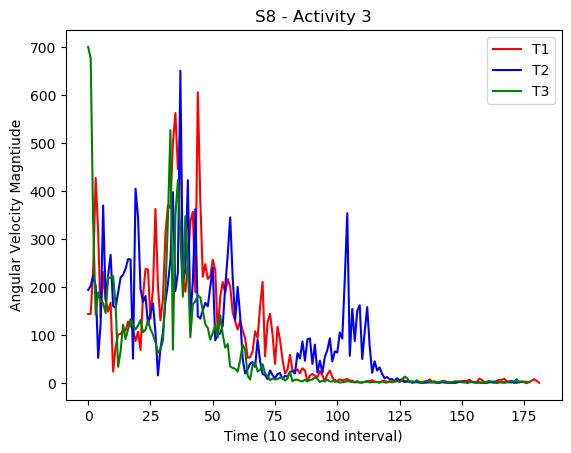 S8 - Activity 3
T1
T2
T3
700
600
500
400
300
200
100
0
Angular Velocity Magntiude
0 25 50 75 100 125 150 175
Time (10 second interval)